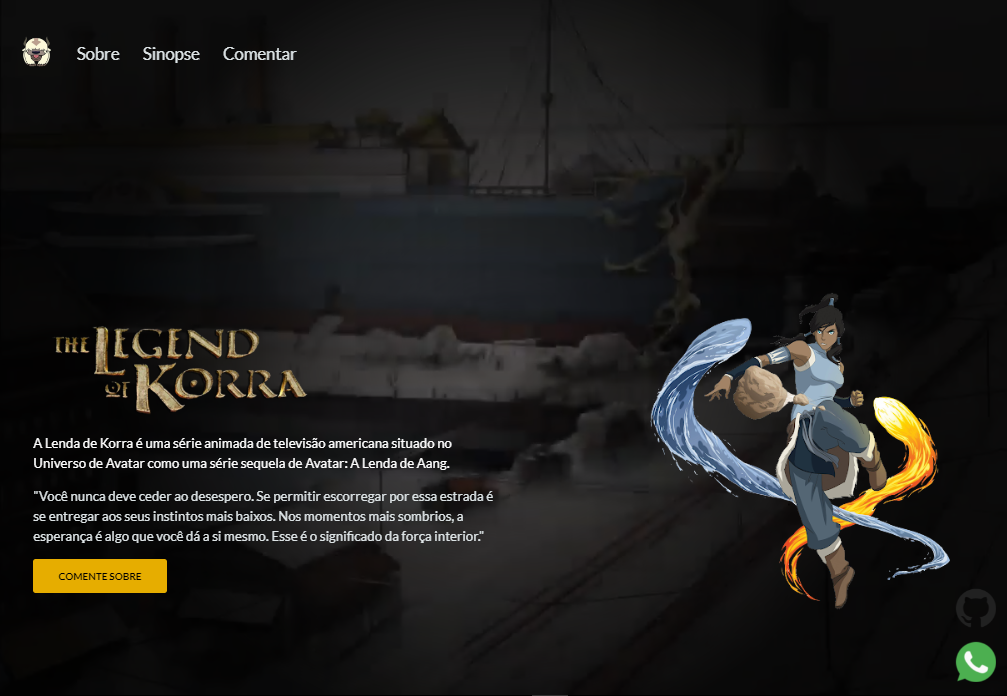 Sobre Sinopse Comentar
THE LEGEND
OF KORRA
A Lenda de Korra é uma série animada de televisão americana situado no
Universo de Avatar como uma série sequela de Avatar: A Lenda de Aang.
"Você nunca deve ceder ao desespero. Se permitir escorregar por essa estrada é
se entregar aos seus instintos mais baixos. Nos momentos mais sombrios, a
esperança é algo que você dá a si mesmo. Esse é o significado da força interior."
COMENTE SOBRE